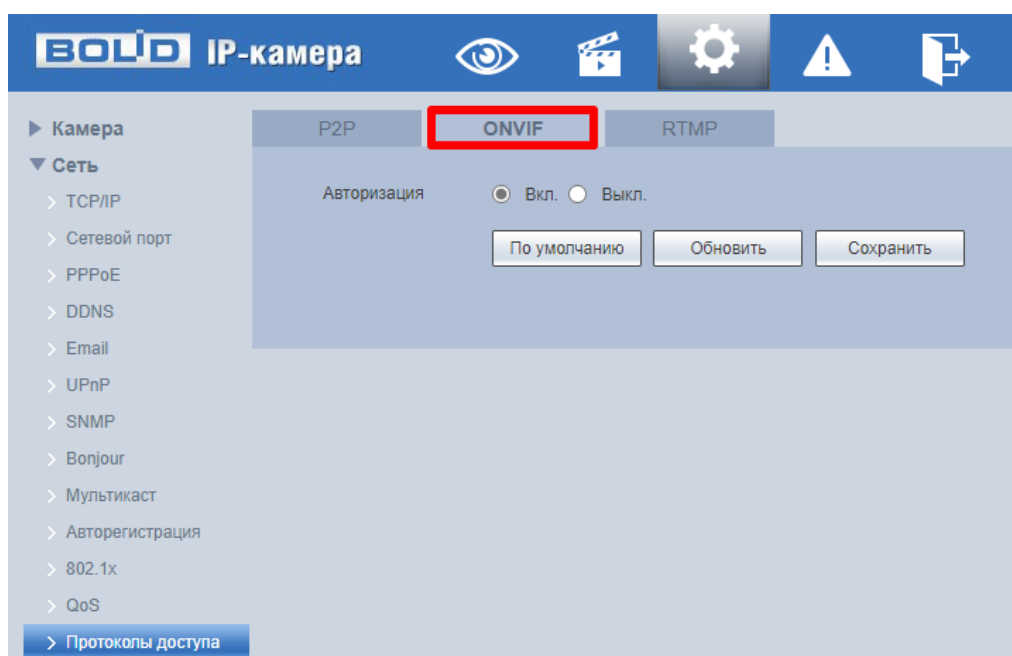 BOLID IP-камера
Камера
Сеть
TCP/IP
Сетевой порт
PPPoE
DDNS
Email
UPnP
SNMP
Bonjour
Мультикаст
Авторегистрация
802.1x
QoS
Протоколы доступа
P2P ONVIF RTMP
Авторизация Вкл. Выкл.
По умолчанию Обновить Сохранить